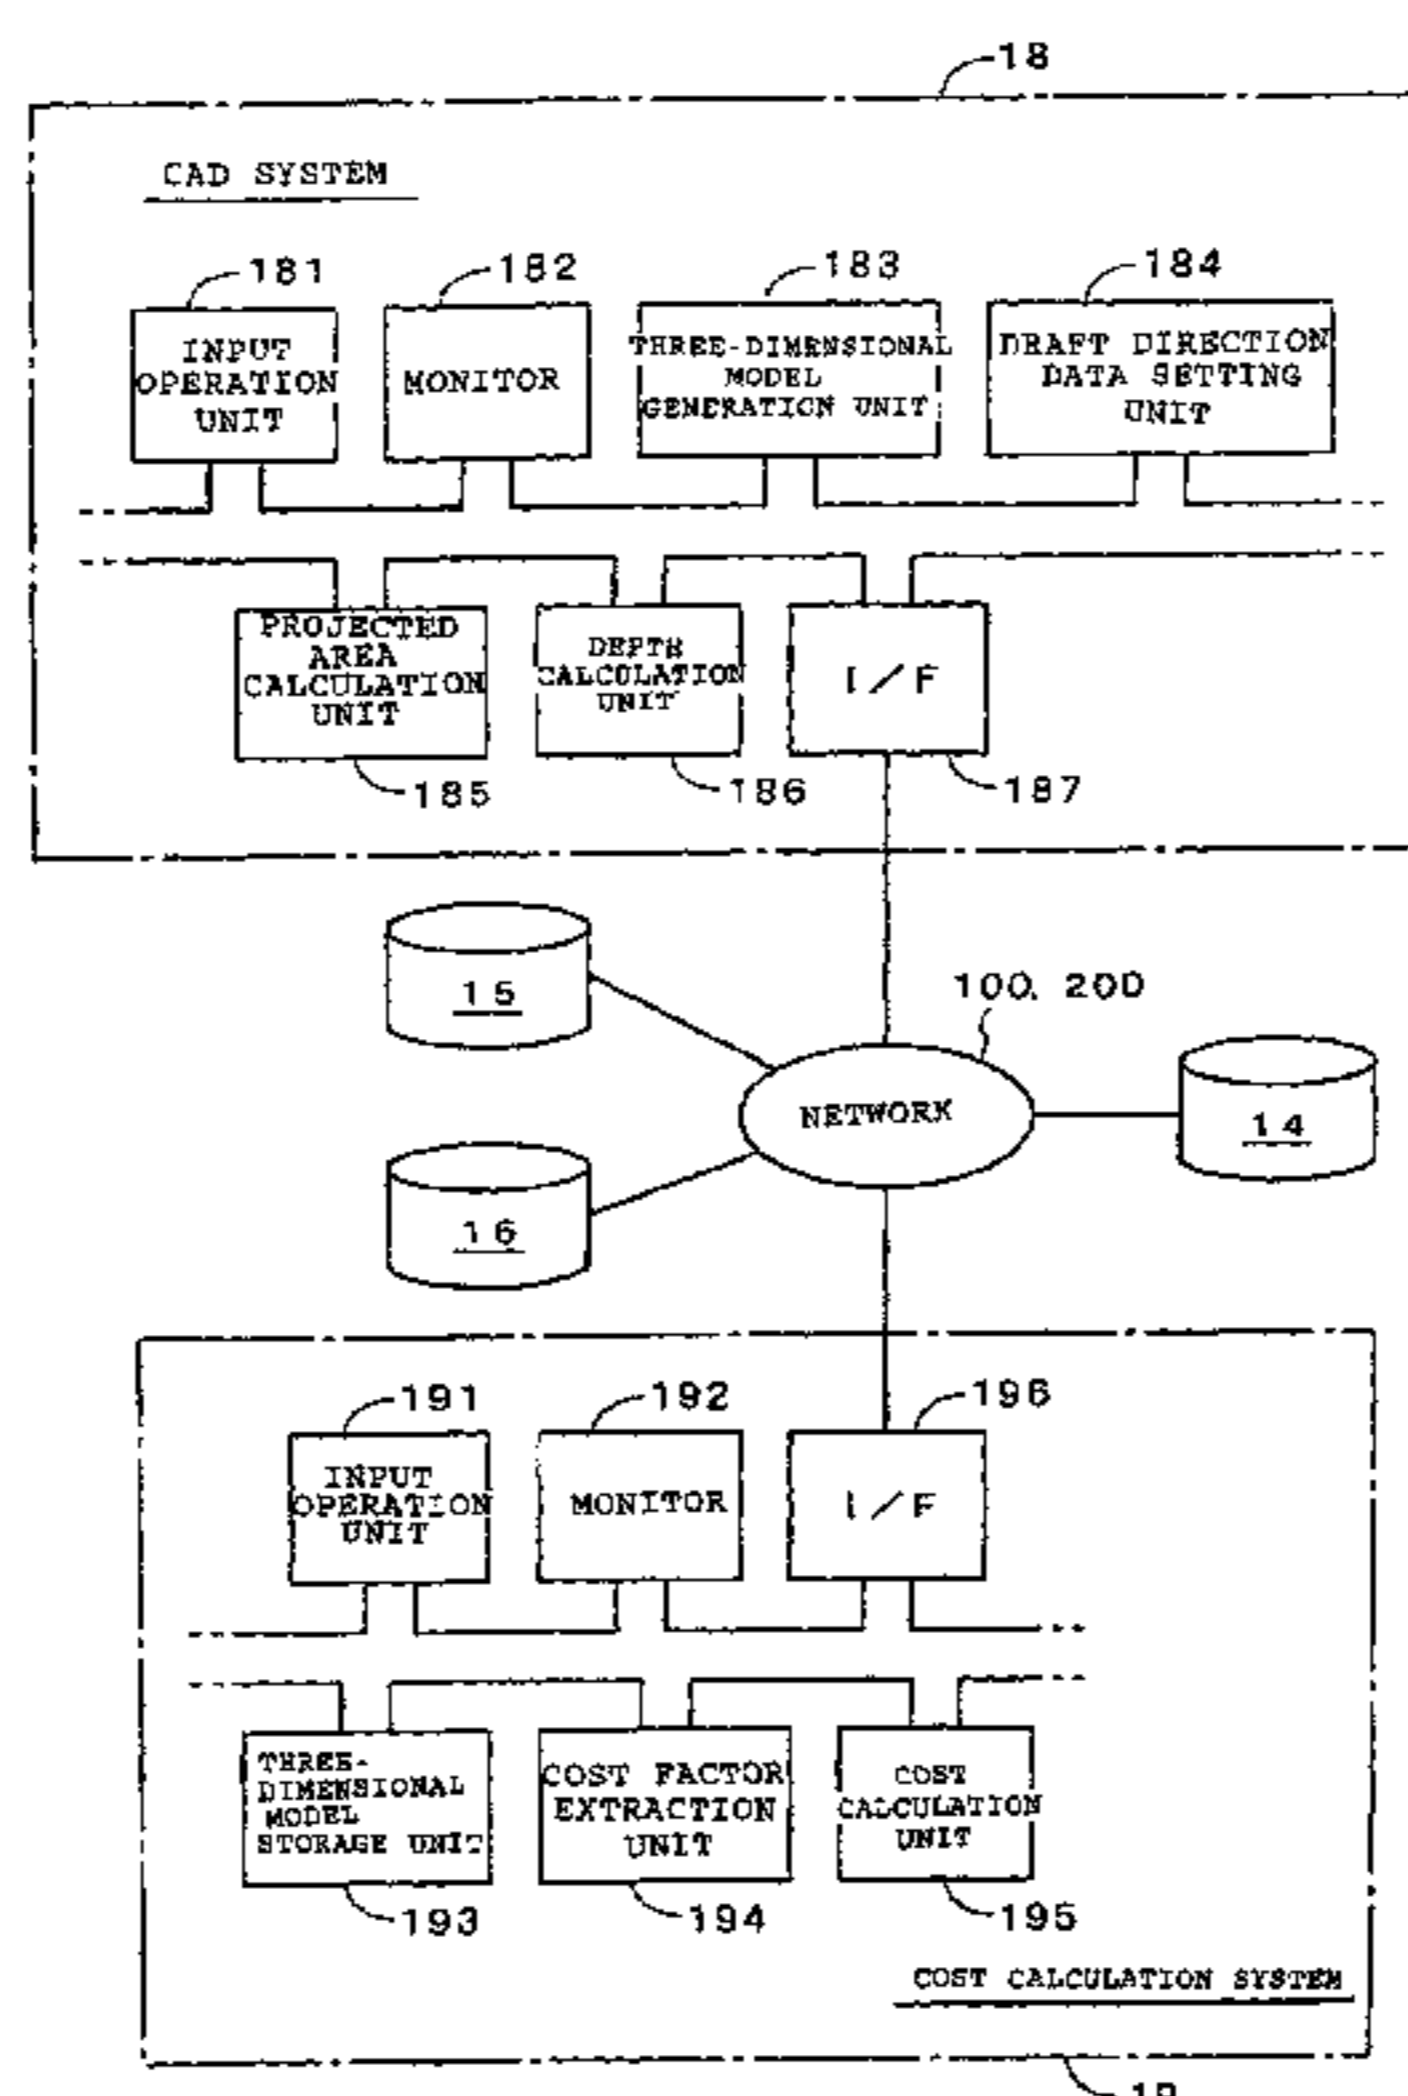 18
CAD SYSTEM
181
182
183
184
INPUT
OPERATION
UNIT
MONITOR
THREE-DIMENSIONAL
MODEL
GENERATION UNIT
DRAFT DIRECTION
DATA SETTING
UNIT
PROJECTED
AREA
CALCULATION
UNIT
DEPTH
CALCULATION
UNIT
I/F
185
186
187
15
100, 200
NETWORK
14
16
191
192
196
INPUT
OPERATION
UNIT
MONITOR
I/F
THREE-
DIMENSIONAL
MODEL
STORAGE UNIT
COST FACTOR
EXTRACTION
UNIT
COST
CALCULATION
UNIT
193
194
195
COST CALCULATION SYSTEM
19